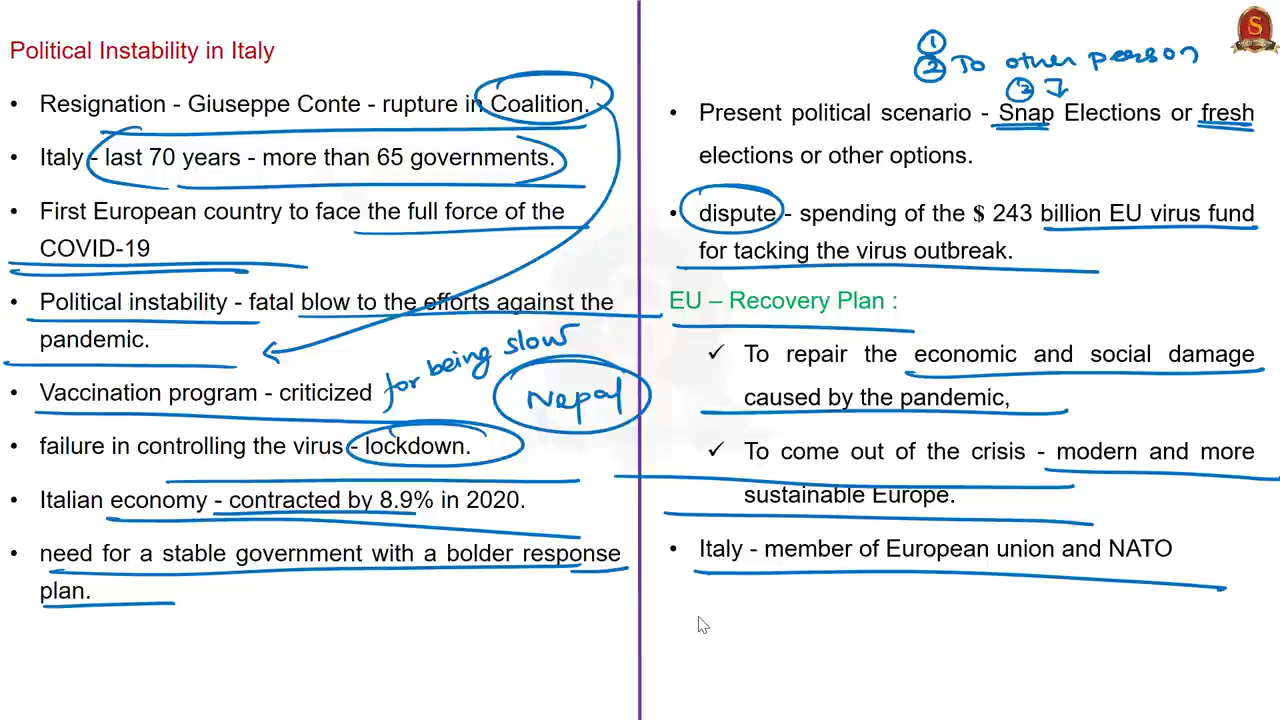 Political Instability in Italy
• Resignation - Giuseppe Conte - rupture in Coalition.
• Italy - last 70 years - more than 65 governments.
• First European country to face the full force of the
COVID-19
• Political instability - fatal blow to the efforts against the
pandemic.
• Vaccination program - criticized for being slow
Nepal
• failure in controlling the virus - lockdown.
• Italian economy - contracted by 8.9% in 2020.
• need for a stable government with a bolder response
plan.
①
② To other person
③
• Present political scenario - Snap Elections or fresh
elections or other options.
• dispute - spending of the $ 243 billion EU virus fund
for tacking the virus outbreak.
EU – Recovery Plan :
✓ To repair the economic and social damage
caused by the pandemic,
✓ To come out of the crisis - modern and more
sustainable Europe.
• Italy - member of European union and NATO
S